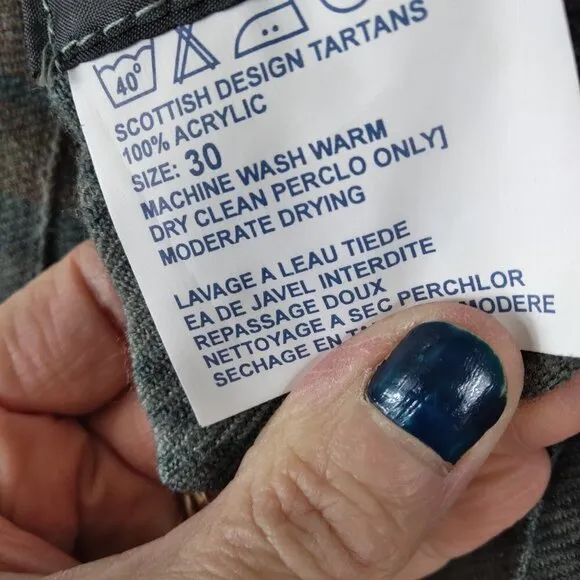 40°
SCOTTISH DESIGN TARTANS
100% ACRYLIC
SIZE: 30
MACHINE WASH WARM
DRY CLEAN PERCLO ONLY]
MODERATE DRYING
LAVAGE A LEAU TIEDE
EA DE JAVEL INTERDITE
REPASSAGE DOUX
NETTOYAGE A SEC PERCHLOR
SECHAGE EN MODERE